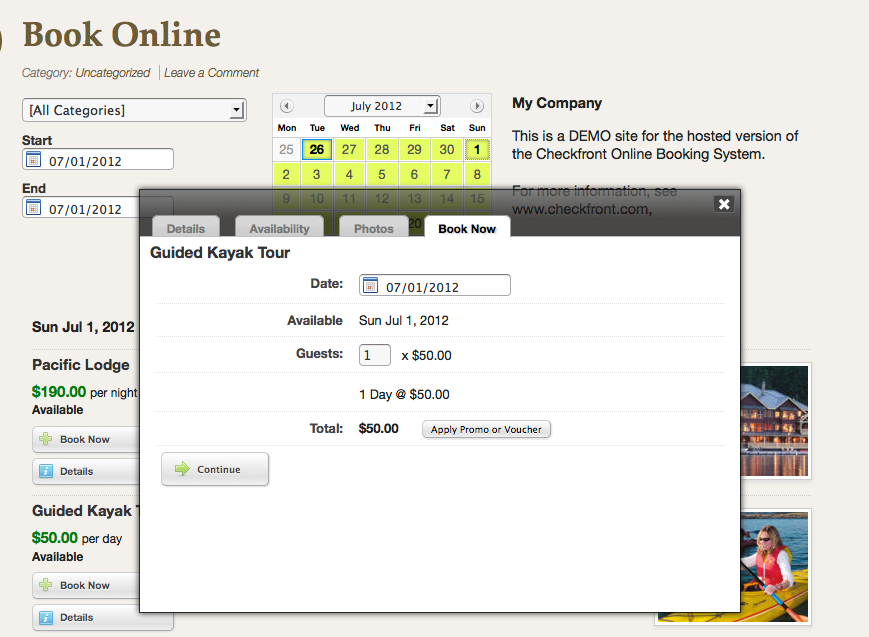 Book Online
Category: Uncategorized | Leave a Comment
[All Categories]
Start
07/01/2012
End
07/01/2012
July 2012
Mon Tue Wed Thu Fri Sat Sun
25 26 27 28 29 30 1
2 3 4 5 6 7 8
9 10 11 12 13 14 15
20
My Company
This is a DEMO site for the hosted version of
the Checkfront Online Booking System.
For more information, see
www.checkfront.com,
Details
Availability
Photos
Book Now
Guided Kayak Tour
Date: 07/01/2012
Available Sun Jul 1, 2012
Guests: 1 x $50.00
1 Day @ $50.00
Total: $50.00 Apply Promo or Voucher
Continue
Sun Jul 1, 2012
Pacific Lodge
$190.00 per night
Available
Book Now
Details
Guided Kayak T
$50.00 per day
Available
Book Now
Details